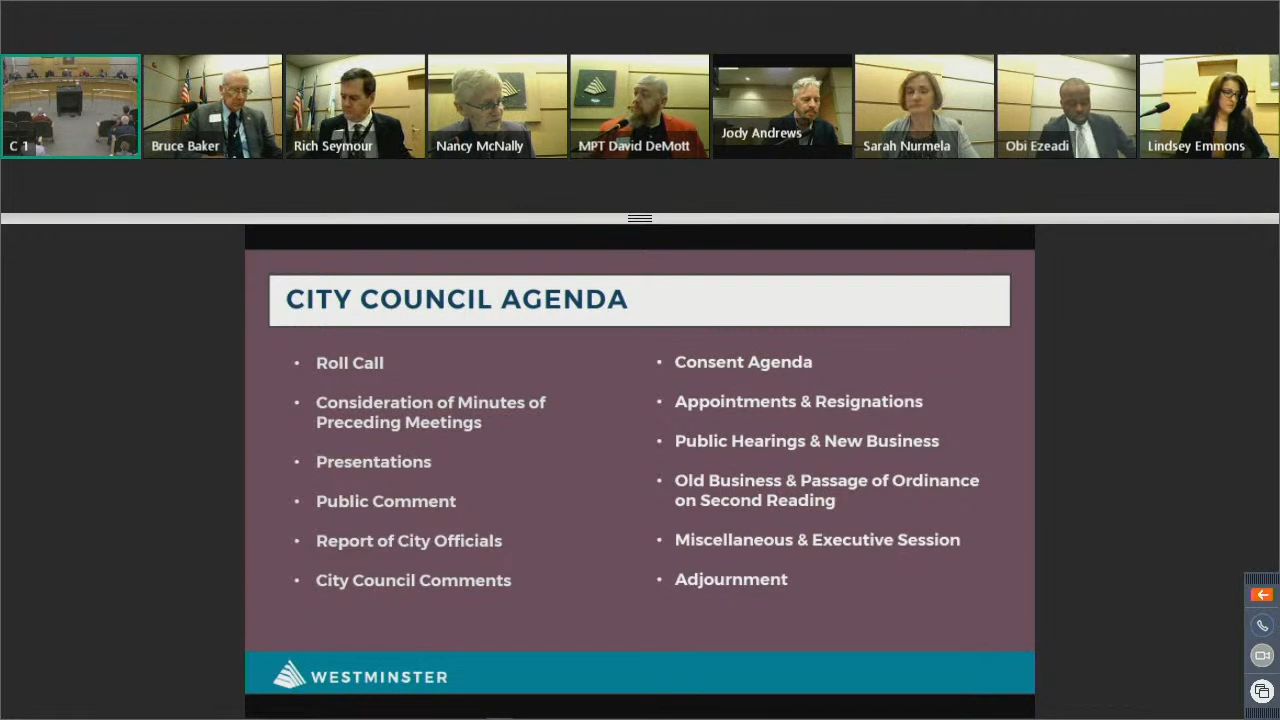 C 1
Bruce Baker
Rich Seymour
Nancy McNally
MPT David DeMott
Jody Andrews
Sarah Nurmela
Obi Ezeadi
Lindsey Emmons
CITY COUNCIL AGENDA
• Roll Call
• Consideration of Minutes of
Preceding Meetings
• Presentations
• Public Comment
• Report of City Officials
• City Council Comments
• Consent Agenda
• Appointments & Resignations
• Public Hearings & New Business
• Old Business & Passage of Ordinance
on Second Reading
• Miscellaneous & Executive Session
• Adjournment
WESTMINSTER